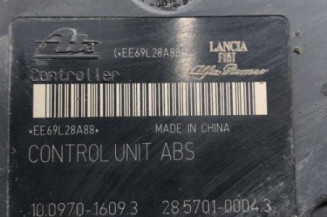 Ate (*EE69L28A88*) LANCIA
FIAT
Controller Alfa Romeo
*EE69L28A88* MADE IN CHINA
CONTROL UNIT ABS
10.0970-1609.3 28.5701-0004.3